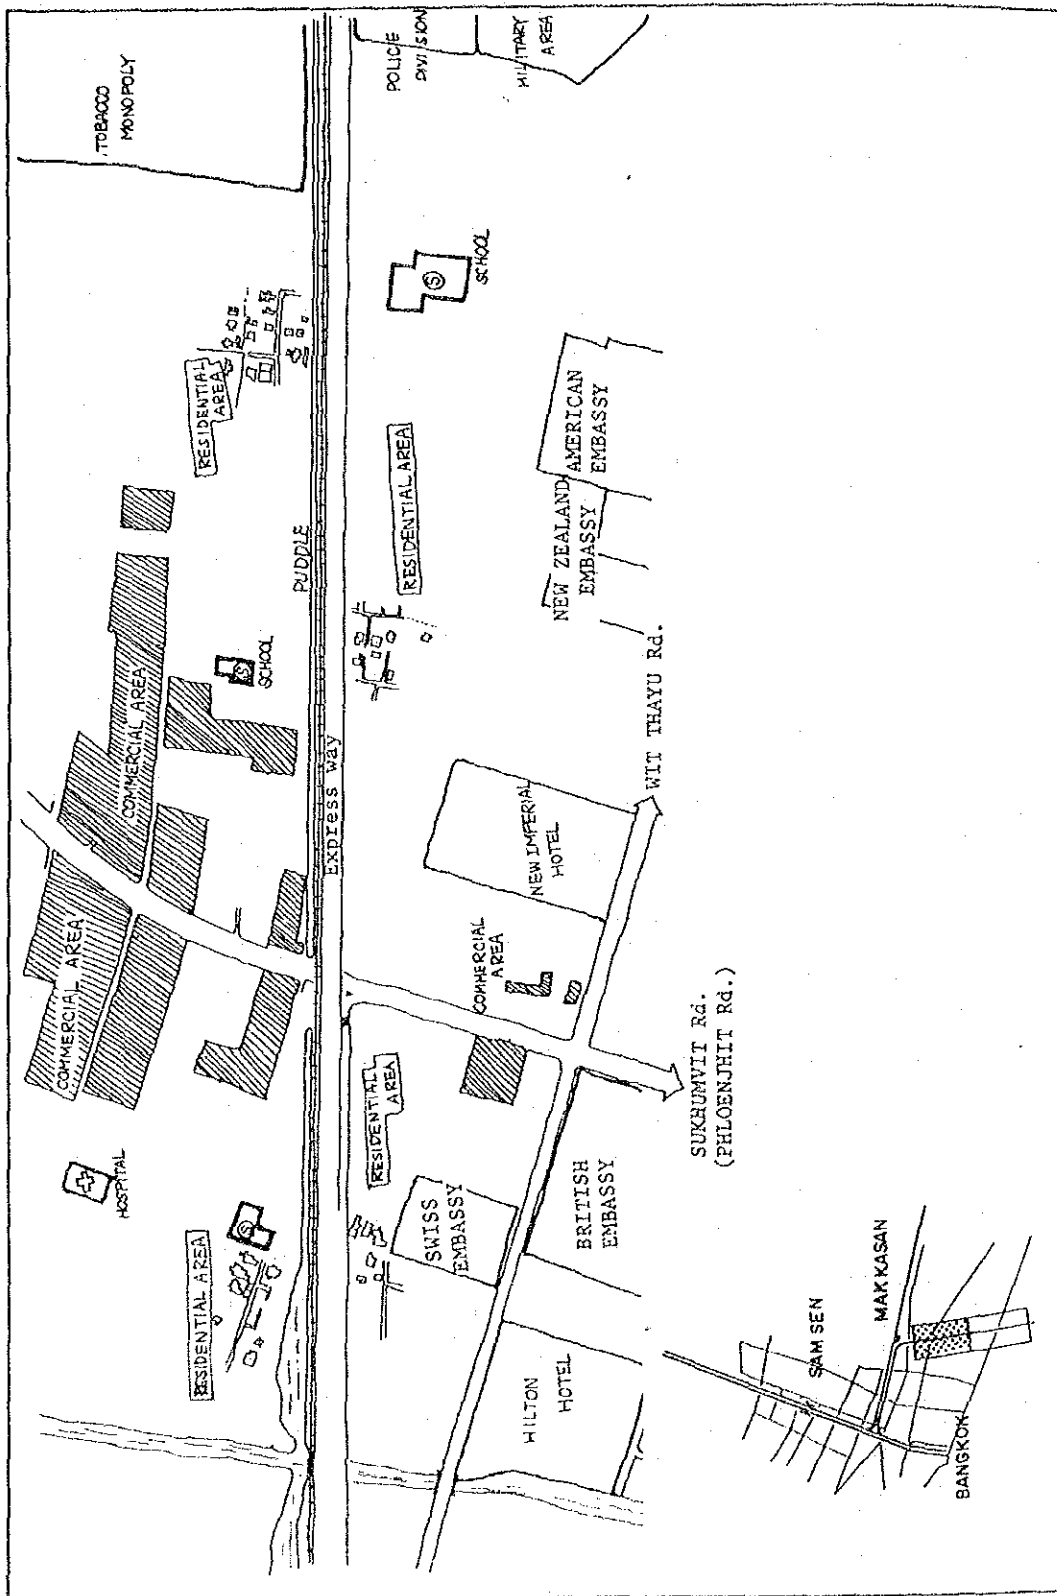 TOBACCO
MONOPOLY
POLICIE
DIVISION
MILITARY
AREA
RESIDENTIAL
AREA
S
SCHOOL
COMMERCIAL AREA
S
SCHOOL
PUDDLE
RESIDENTIAL AREA
AMERICAN
EMBASSY
NEW ZEALAND
EMBASSY
COMMERCIAL AREA
Express way
NEW IMPERIAL
HOTEL
WIT THAYU Rd.
COMMERCIAL
AREA
HOSPITAL
S
RESIDENTIAL AREA
RESIDENTIAL
AREA
SWISS
EMBASSY
BRITISH
EMBASSY
SUKHUMVIT Rd.
(PHLOENJHIT Rd.)
HILTON
HOTEL
SAM SEN
MAKKASAN
BANGKOK